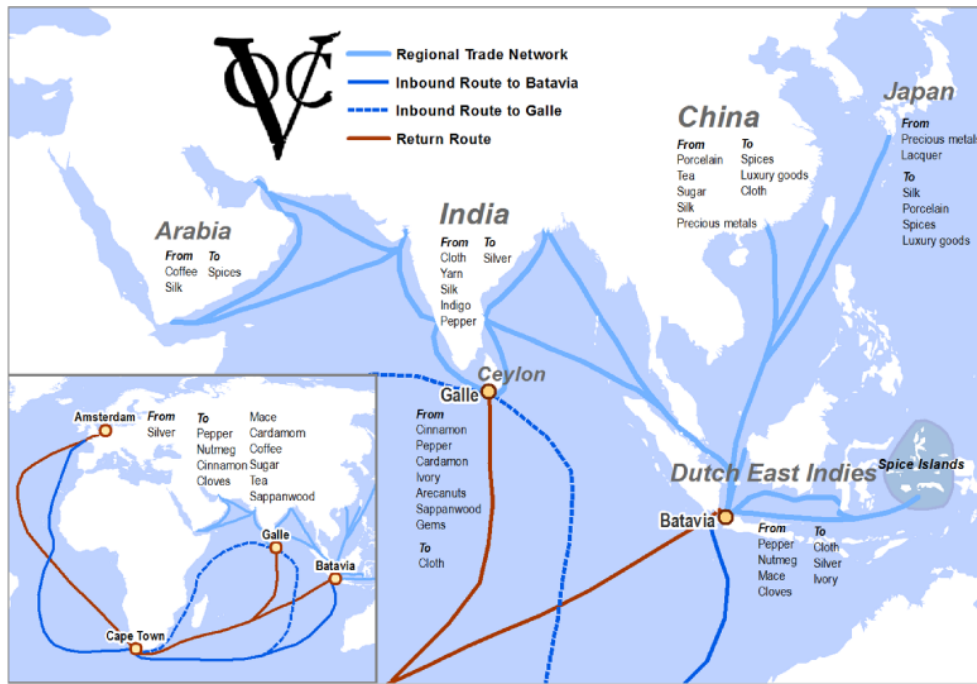 VOC
Regional Trade Network
Inbound Route to Batavia
Inbound Route to Galle
Return Route
Japan
From
Precious metals
Lacquer
To
Silk
Porcelain
Spices
Luxury goods
China
From To
Porcelain Spices
Tea Luxury goods
Sugar Cloth
Silk
Precious metals
India
From To
Cloth Silver
Yarn
Silk
Indigo
Pepper
Arabia
From To
Coffee Spices
Silk
Ceylon
Galle
From
Cinnamon
Pepper
Cardamon
Ivory
Arecanuts
Sappanwood
Gems
To
Cloth
Dutch East Indies
Spice Islands
Batavia
From To
Pepper Cloth
Nutmeg Silver
Mace Ivory
Cloves
Amsterdam
From To Mace
Silver Pepper Cardamom
Nutmeg Coffee
Cinnamon Sugar
Cloves Tea
Sappanwood
Galle
Batavia
Cape Town